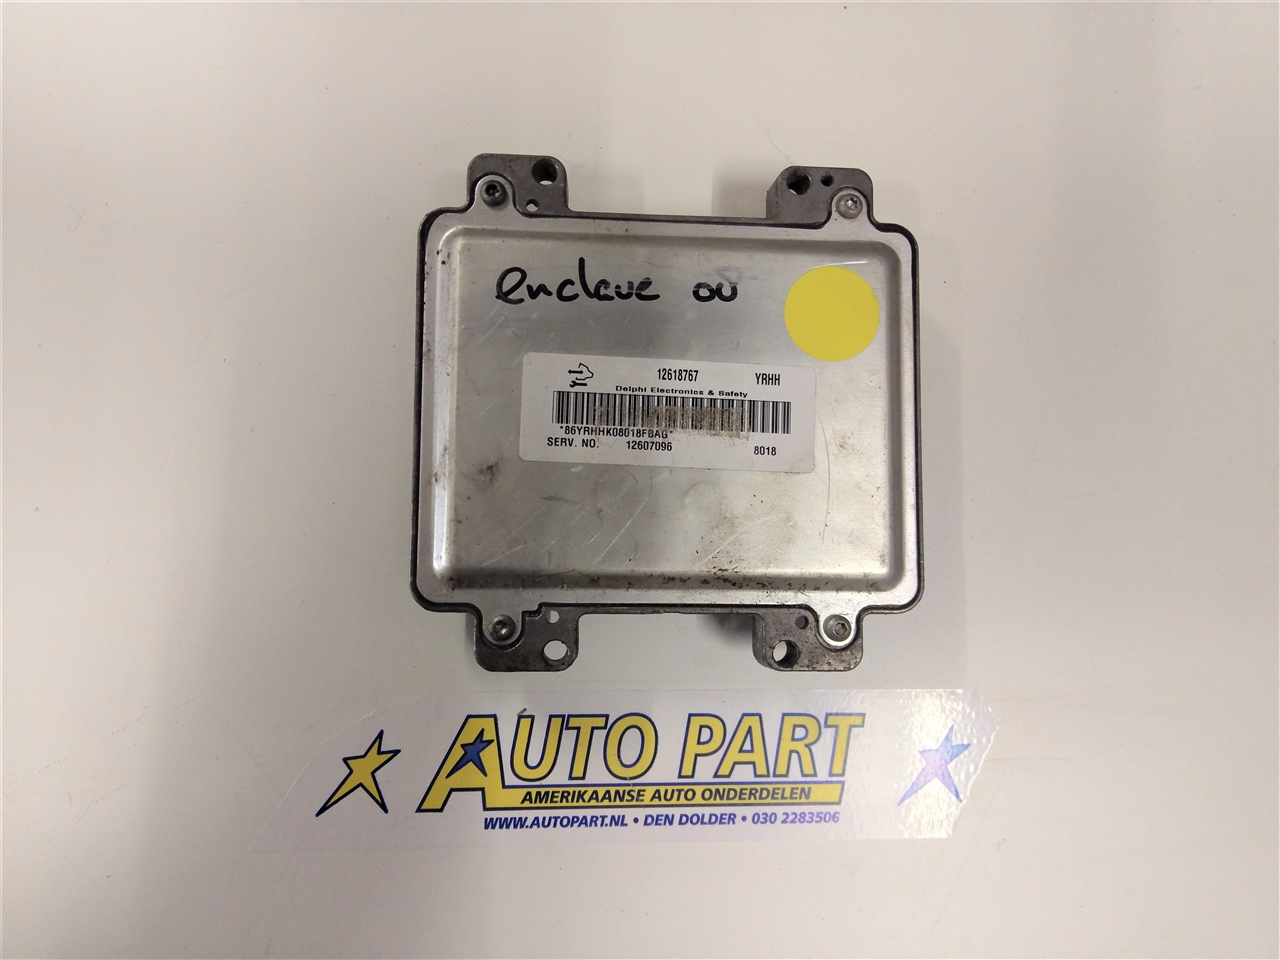 enclave 08
12618767 YRHH
Delphi Electronics & Safety
*86YRHHK08018FBAG*
SERV. NO. 12607096 8018
AUTO PART
AMERIKAANSE AUTO ONDERDELEN
WWW.AUTOPART.NL • DEN DOLDER • 030 2283506